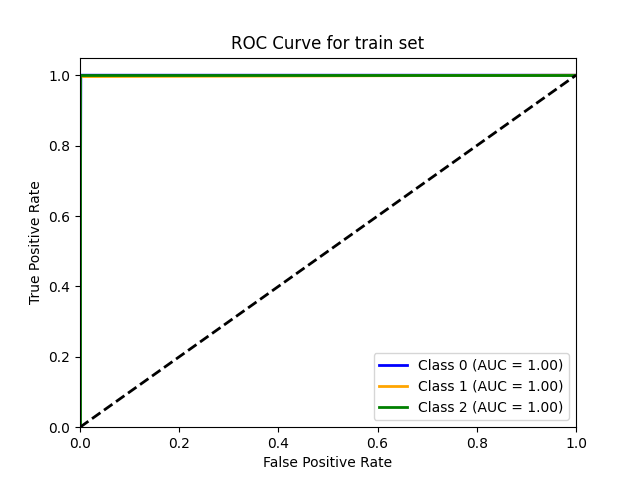 ROC Curve for train set
True Positive Rate
1.0
0.8
0.6
0.4
0.2
0.0
Class 0 (AUC = 1.00)
Class 1 (AUC = 1.00)
Class 2 (AUC = 1.00)
0.0 0.2 0.4 0.6 0.8 1.0
False Positive Rate